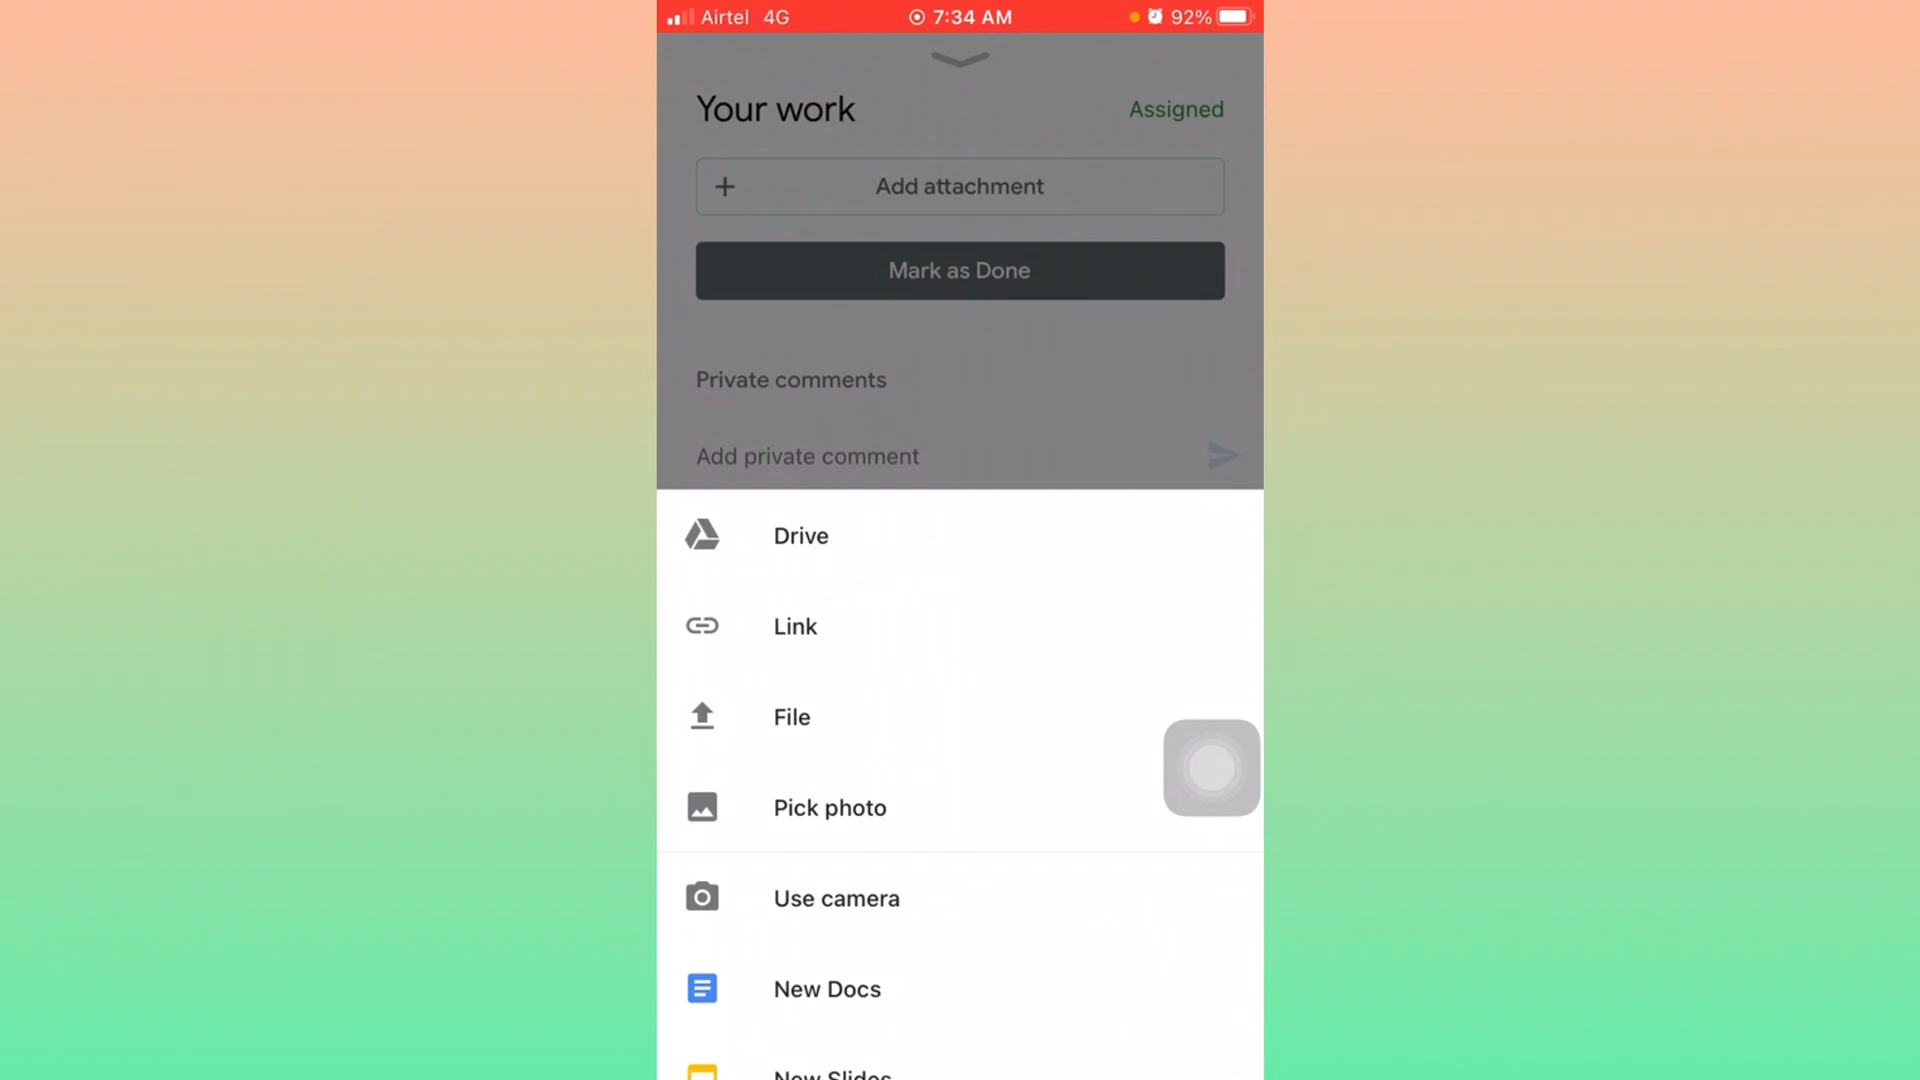 Airtel 4G 7:34 AM 92%
Your work Assigned
+ Add attachment
Mark as Done
Private comments
Add private comment
Drive
Link
File
Pick photo
Use camera
New Docs
New Slides